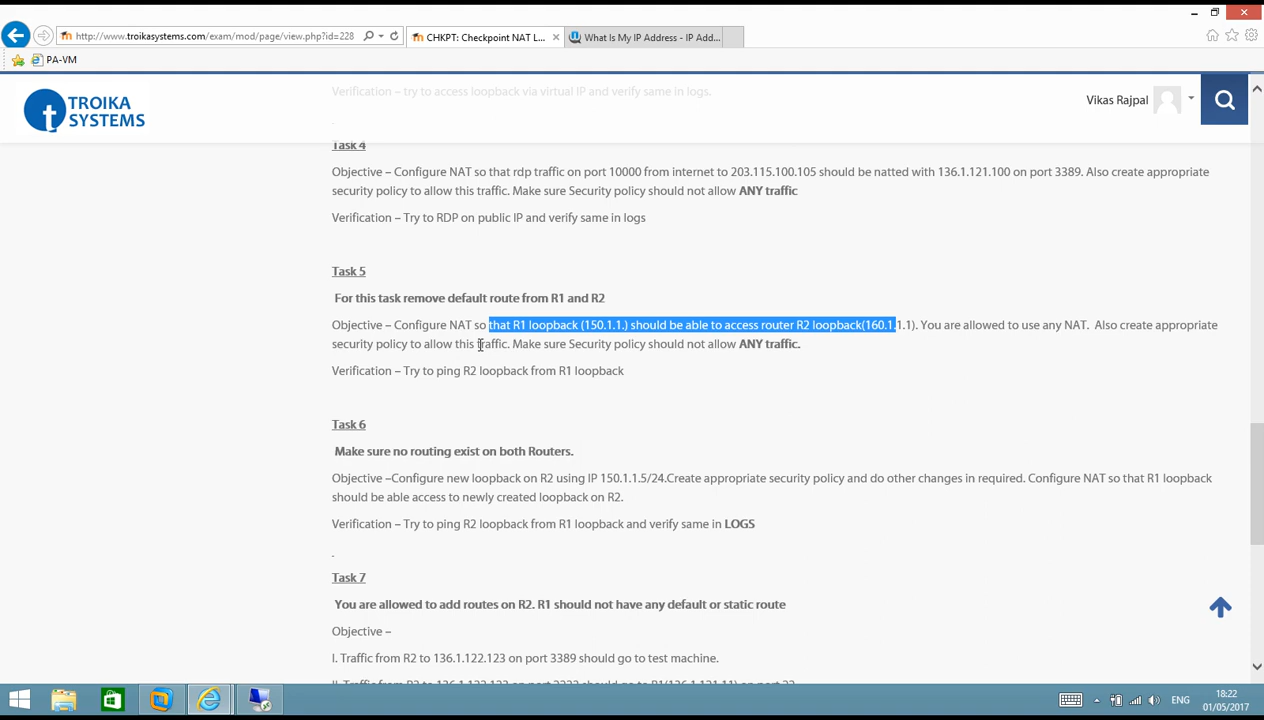 http://www.troikasystems.com/exam/mod/page/view.php?id=228
CHKPT: Checkpoint NAT L...
What Is My IP Address - IP Add...
PA-VM
TROIKA
SYSTEMS
Vikas Rajpal
Verification – try to access loopback via virtual IP and verify same in logs.
.
Task 4
Objective – Configure NAT so that rdp traffic on port 10000 from internet to 203.115.100.105 should be natted with 136.1.121.100 on port 3389. Also create appropriate
security policy to allow this traffic. Make sure Security policy should not allow ANY traffic
Verification – Try to RDP on public IP and verify same in logs
Task 5
For this task remove default route from R1 and R2
Objective – Configure NAT so that R1 loopback (150.1.1.) should be able to access router R2 loopback(160.1.1.1). You are allowed to use any NAT. Also create appropriate
security policy to allow this traffic. Make sure Security policy should not allow ANY traffic.
Verification – Try to ping R2 loopback from R1 loopback
Task 6
Make sure no routing exist on both Routers.
Objective –Configure new loopback on R2 using IP 150.1.1.5/24.Create appropriate security policy and do other changes in required. Configure NAT so that R1 loopback
should be able access to newly created loopback on R2.
Verification – Try to ping R2 loopback from R1 loopback and verify same in LOGS
.
Task 7
You are allowed to add routes on R2. R1 should not have any default or static route
Objective –
I. Traffic from R2 to 136.1.122.123 on port 3389 should go to test machine.
ENG
18:22
01/05/2017